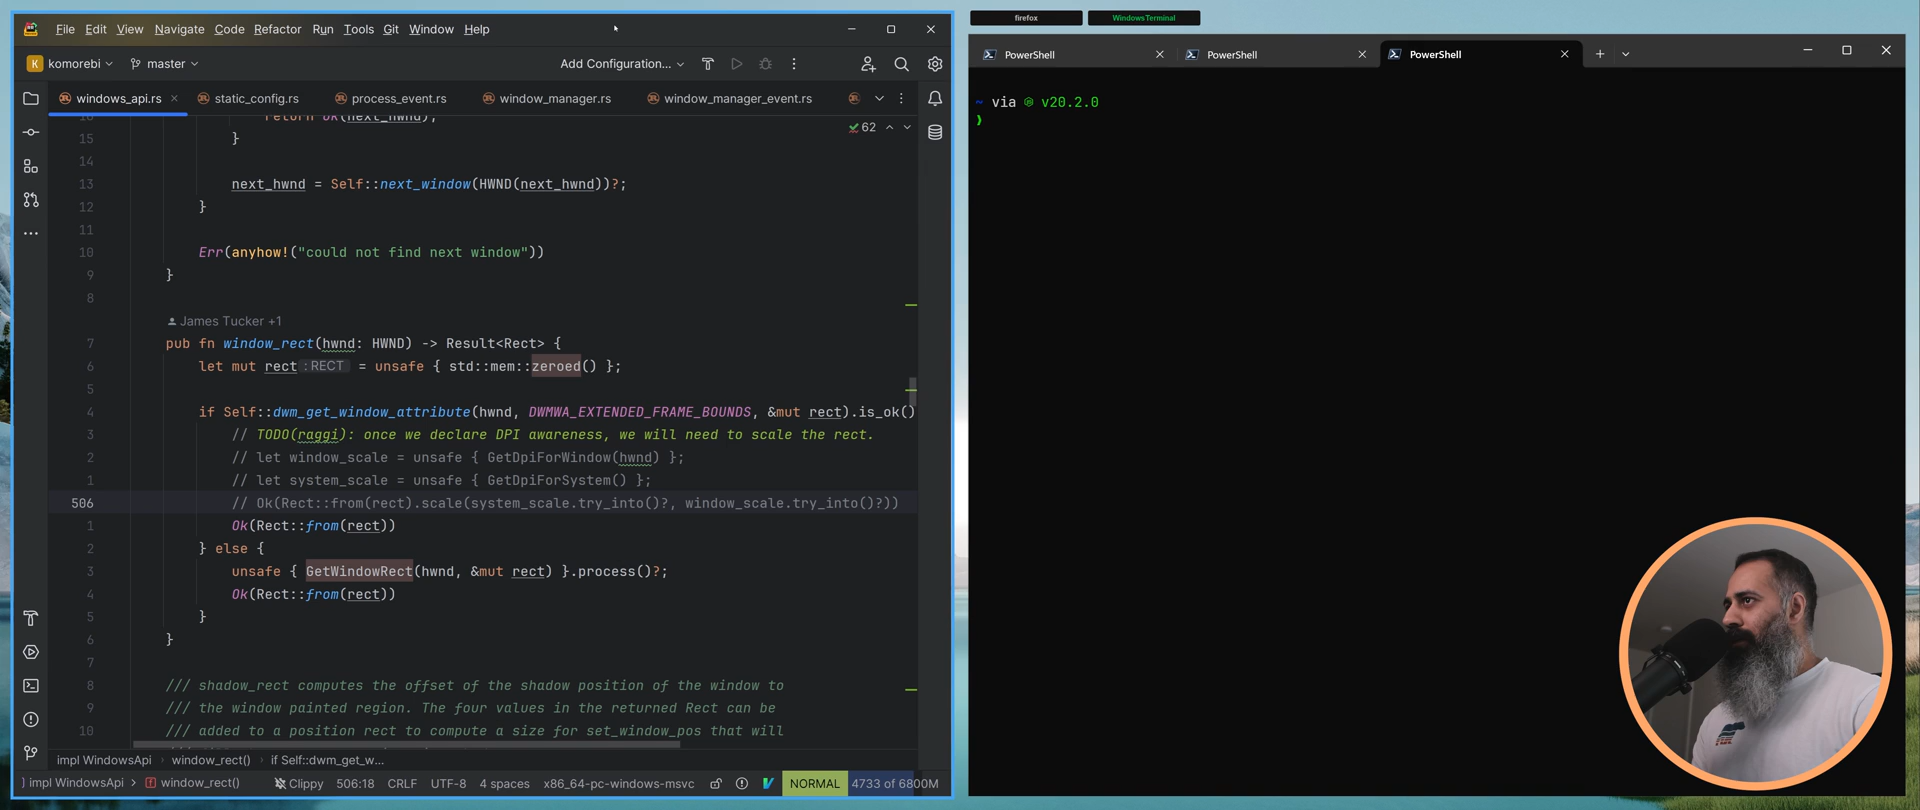 File Edit View Navigate Code Refactor Run Tools Git Window Help
K komorebi master Add Configuration...
windows_api.rs static_config.rs process_event.rs window_manager.rs window_manager_event.rs
62
16 return Ok(next_hwnd);
15 }
14
13 next_hwnd = Self::next_window(HWND(next_hwnd))?;
12 }
11
10 Err(anyhow!("could not find next window"))
9 }
8
James Tucker +1
7 pub fn window_rect(hwnd: HWND) -> Result<Rect> {
6 let mut rect : RECT = unsafe { std::mem::zeroed() };
5
4 if Self::dwm_get_window_attribute(hwnd, DWMWA_EXTENDED_FRAME_BOUNDS, &mut rect).is_ok()
3 // TODO(raggi): once we declare DPI awareness, we will need to scale the rect.
2 // let window_scale = unsafe { GetDpiForWindow(hwnd) };
1 // let system_scale = unsafe { GetDpiForSystem() };
506 // Ok(Rect::from(rect).scale(system_scale.try_into()?, window_scale.try_into()?))
1 Ok(Rect::from(rect))
2 } else {
3 unsafe { GetWindowRect(hwnd, &mut rect) }.process()?;
4 Ok(Rect::from(rect))
5 }
6 }
7
8 /// shadow_rect computes the offset of the shadow position of the window to
9 /// the window painted region. The four values in the returned Rect can be
10 /// added to a position rect to compute a size for set_window_pos that will
impl WindowsApi › window_rect() › if Self::dwm_get_w...
impl WindowsApi > window_rect() Clippy 506:18 CRLF UTF-8 4 spaces x86_64-pc-windows-msvc NORMAL 4733 of 6800M
firefox WindowsTerminal
PowerShell PowerShell PowerShell
~ via v20.2.0
❯